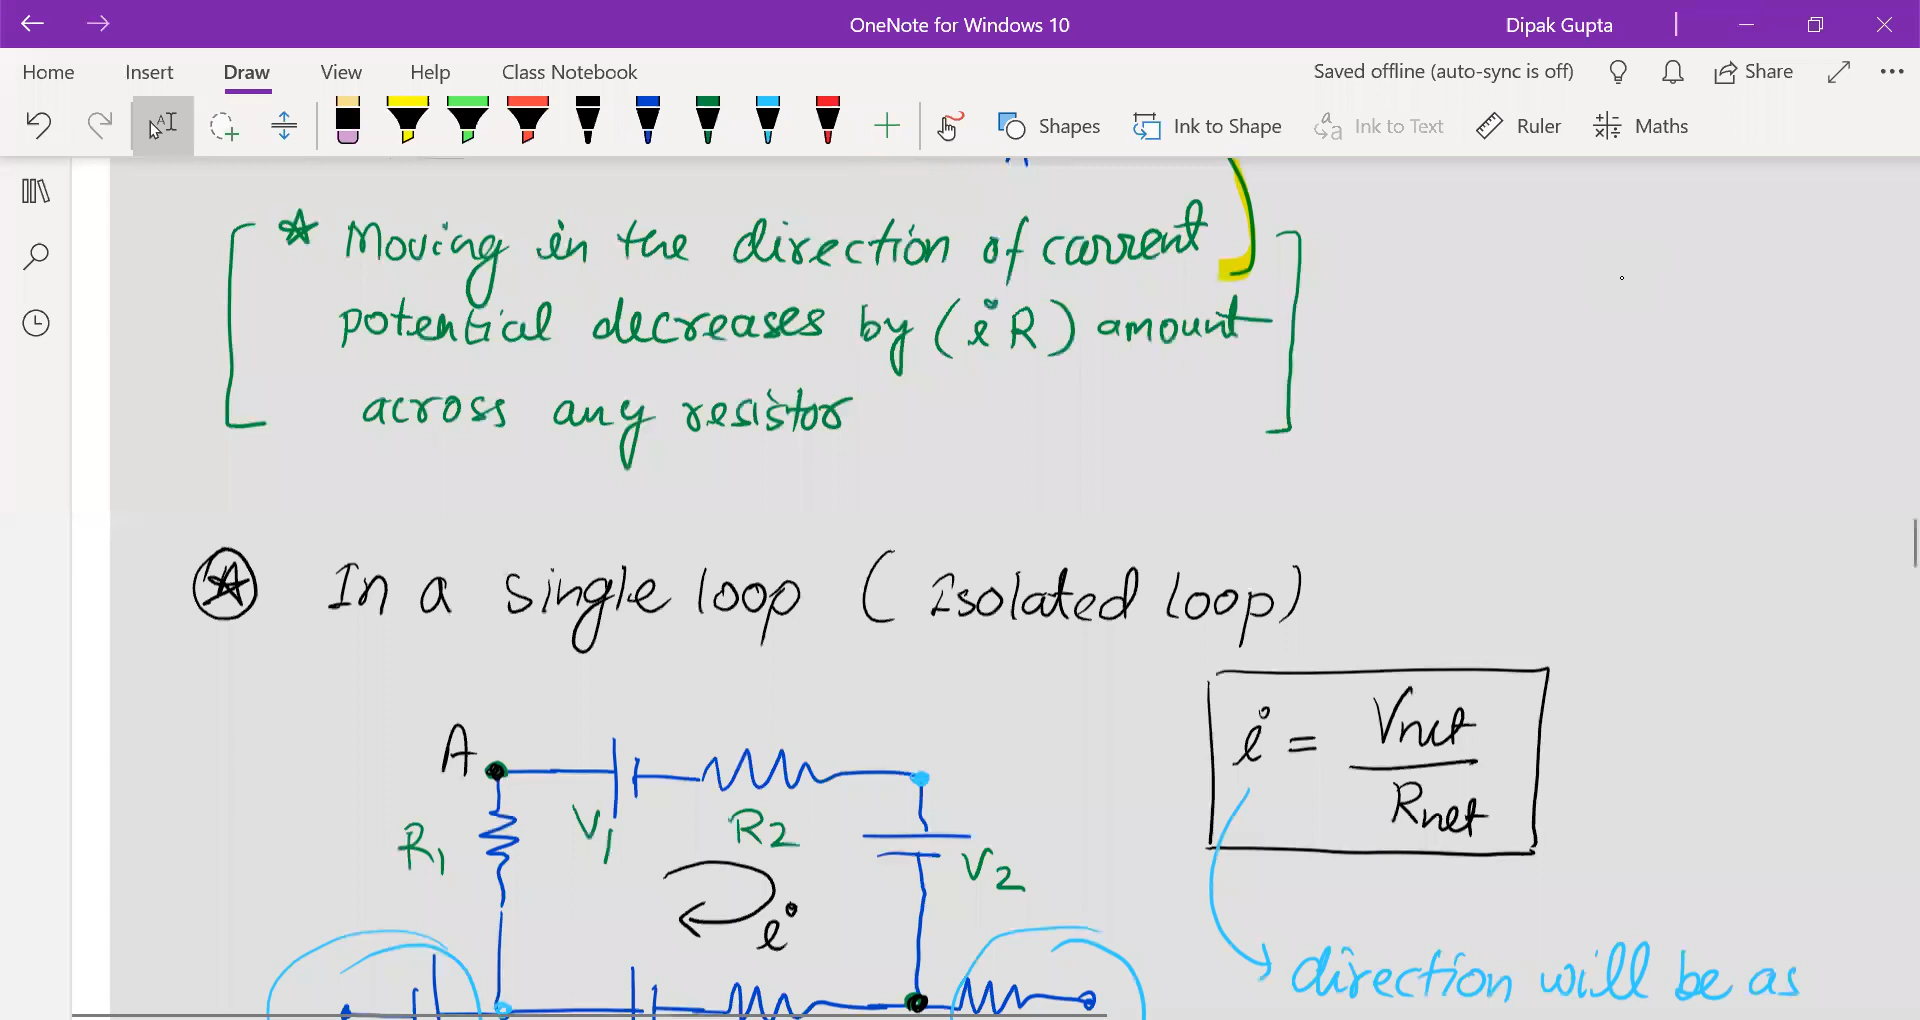 OneNote for Windows 10
Dipak Gupta
Home Insert Draw View Help Class Notebook
Saved offline (auto-sync is off)
Share
Shapes
Ink to Shape
Ink to Text
Ruler
Maths
* Moving in the direction of current
potential decreases by (iR) amount
across any resistor
In a single loop (Isolated loop)
i = Vnet / Rnet
A
V1
R2
R1
V2
i
direction will be as